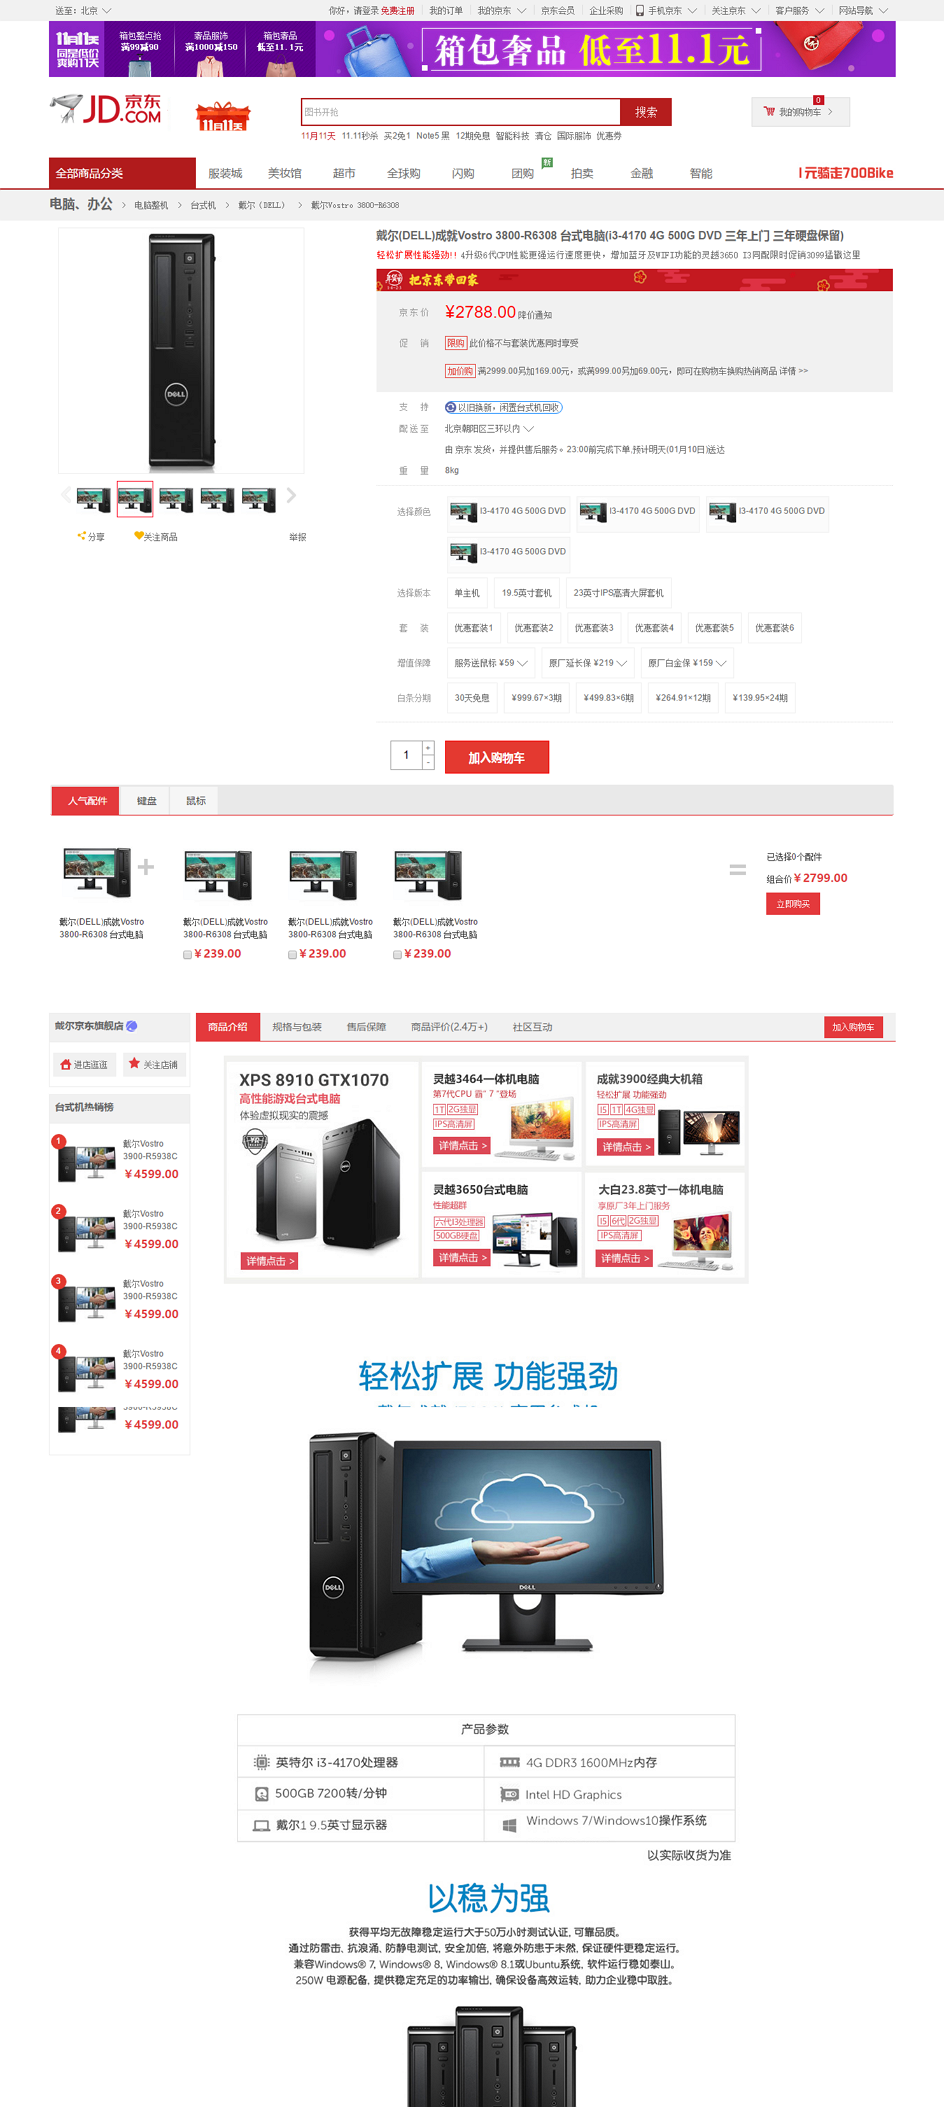 送至：北京
你好，请登录 免费注册
我的订单
我的京东
京东会员
企业采购
手机京东
关注京东
客户服务
网站导航
11月11天
同品低价
爽购11天
箱包整点抢
满99减90
奢品服饰
满1000减150
箱包奢品
低至11.1元
箱包奢品 低至11.1元
JD.京东
.COM
11月11天
图书开抢
搜索
0
我的购物车
11月11天 11.11秒杀 买2免1 Note5 黑 12期免息 智能科技 清仓 国际服饰 优惠券
全部商品分类
服装城
美妆馆
超市
全球购
闪购
团购
新
拍卖
金融
智能
1元骑走700Bike
电脑、办公 > 电脑整机 > 台式机 > 戴尔（DELL） > 戴尔Vostro 3800-R6308
戴尔(DELL)成就Vostro 3800-R6308 台式电脑(i3-4170 4G 500G DVD 三年上门 三年硬盘保留)
轻松扩展性能强劲!! 4升级6代CPU性能更强运行速度更快，增加蓝牙及WIFI功能的灵越3650 I3同配限时促销3099猛戳这里
把京东带回家
京东价
¥2788.00 降价通知
促 销
限购 此价格不与套装优惠同时享受
加价购 满2999.00另加169.00元，或满999.00另加69.00元，即可在购物车换购热销商品 详情 >>
支 持
以旧换新，闲置台式机回收
配送至
北京朝阳区三环以内
由 京东 发货，并提供售后服务。23:00前完成下单,预计明天(01月10日)送达
重 量
8kg
选择颜色
I3-4170 4G 500G DVD
I3-4170 4G 500G DVD
I3-4170 4G 500G DVD
I3-4170 4G 500G DVD
分享
关注商品
举报
选择版本
单主机
19.5英寸套机
23英寸IPS高清大屏套机
套 装
优惠套装1
优惠套装2
优惠套装3
优惠套装4
优惠套装5
优惠套装6
增值保障
服务送鼠标 ¥59
原厂延长保 ¥219
原厂白金保 ¥159
白条分期
30天免息
¥999.67×3期
¥499.83×6期
¥264.91×12期
¥139.95×24期
1
+
-
加入购物车
人气配件
键盘
鼠标
戴尔(DELL)成就Vostro
3800-R6308 台式电脑
戴尔(DELL)成就Vostro
3800-R6308 台式电脑
¥239.00
戴尔(DELL)成就Vostro
3800-R6308 台式电脑
¥239.00
戴尔(DELL)成就Vostro
3800-R6308 台式电脑
¥239.00
已选择0个配件
组合价¥2799.00
立即购买
戴尔京东旗舰店
进店逛逛
关注店铺
商品介绍
规格与包装
售后保障
商品评价(2.4万+)
社区互动
加入购物车
台式机热销榜
1
戴尔Vostro
3900-R5938C
¥4599.00
2
戴尔Vostro
3900-R5938C
¥4599.00
3
戴尔Vostro
3900-R5938C
¥4599.00
4
戴尔Vostro
3900-R5938C
¥4599.00
3900-R5938C
¥4599.00
XPS 8910 GTX1070
高性能游戏台式电脑
体验虚拟现实的震撼
详情点击 >
灵越3464一体机电脑
第7代CPU 霸“7”登场
1T 2G独显
IPS高清屏
详情点击 >
成就3900经典大机箱
轻松扩展 功能强劲
I5 1T 4G独显
IPS高清屏
详情点击 >
灵越3650台式电脑
性能超群
六代I3处理器
500GB硬盘
详情点击 >
大白23.8英寸一体机电脑
享原厂3年上门服务
I5 6代 2G独显
IPS高清屏
详情点击 >
轻松扩展 功能强劲
DELL
DELL
产品参数
英特尔 i3-4170处理器
4G DDR3 1600MHz内存
500GB 7200转/分钟
Intel HD Graphics
戴尔1 9.5英寸显示器
Windows 7/Windows10操作系统
以实际收货为准
以稳为强
获得平均无故障稳定运行大于50万小时测试认证, 可靠品质。
通过防雷击, 抗浪涌, 防静电测试, 安全加倍, 将意外防患于未然, 保证硬件更稳定运行。
兼容Windows® 7, Windows® 8, Windows® 8.1或Ubuntu系统, 软件运行稳如泰山。
250W 电源配备, 提供稳定充足的功率输出, 确保设备高效运转, 助力企业稳中取胜。